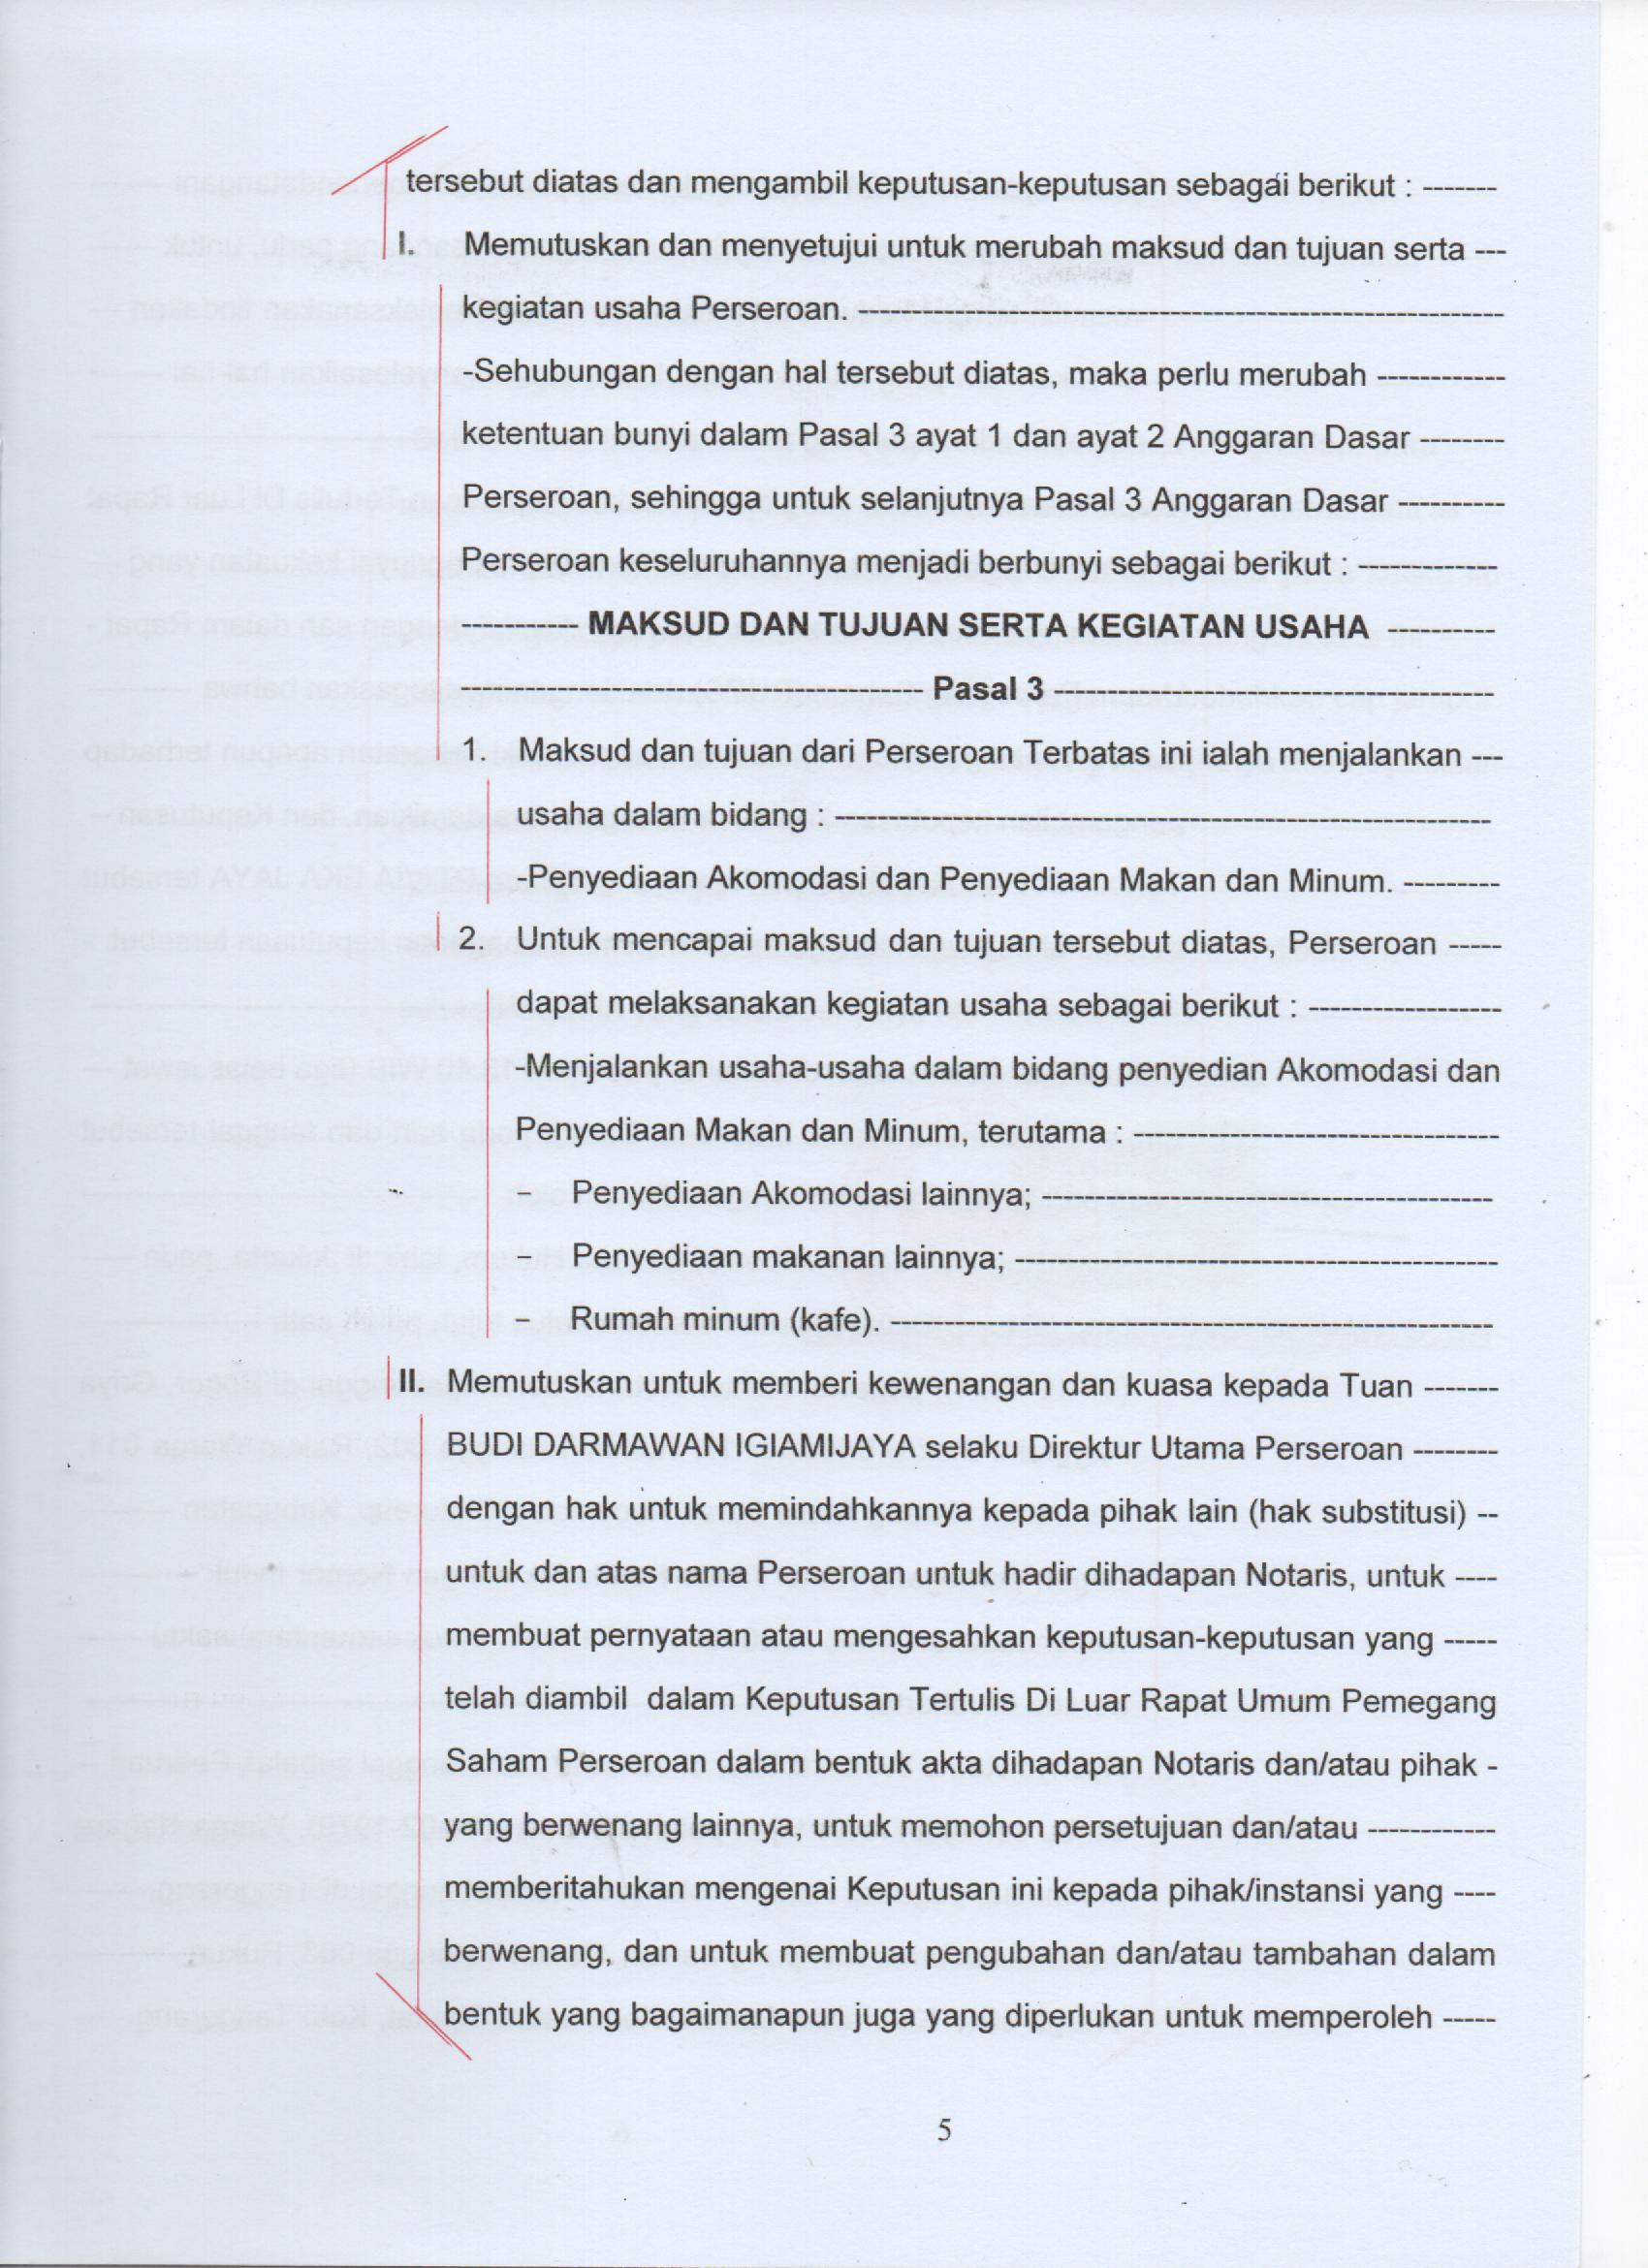 tersebut diatas dan mengambil keputusan-keputusan sebagai berikut : -------
I. Memutuskan dan menyetujui untuk merubah maksud dan tujuan serta ---
kegiatan usaha Perseroan. ---------------------------------------------
-Sehubungan dengan hal tersebut diatas, maka perlu merubah ------------
ketentuan bunyi dalam Pasal 3 ayat 1 dan ayat 2 Anggaran Dasar --------
Perseroan, sehingga untuk selanjutnya Pasal 3 Anggaran Dasar ----------
Perseroan keseluruhannya menjadi berbunyi sebagai berikut : -------------
----------- MAKSUD DAN TUJUAN SERTA KEGIATAN USAHA ----------
-------------------------------- Pasal 3 -------------------------------
1. Maksud dan tujuan dari Perseroan Terbatas ini ialah menjalankan ---
usaha dalam bidang : ----------------------------------------------
-Penyediaan Akomodasi dan Penyediaan Makan dan Minum. ---------
2. Untuk mencapai maksud dan tujuan tersebut diatas, Perseroan -----
dapat melaksanakan kegiatan usaha sebagai berikut : ------------------
-Menjalankan usaha-usaha dalam bidang penyedian Akomodasi dan
Penyediaan Makan dan Minum, terutama : ---------------------------
- Penyediaan Akomodasi lainnya; --------------------------------
- Penyediaan makanan lainnya; ----------------------------------
- Rumah minum (kafe). ------------------------------------------
II. Memutuskan untuk memberi kewenangan dan kuasa kepada Tuan -------
BUDI DARMAWAN IGIAMIJAYA selaku Direktur Utama Perseroan --------
dengan hak untuk memindahkannya kepada pihak lain (hak substitusi) --
untuk dan atas nama Perseroan untuk hadir dihadapan Notaris, untuk ----
membuat pernyataan atau mengesahkan keputusan-keputusan yang -----
telah diambil dalam Keputusan Tertulis Di Luar Rapat Umum Pemegang
Saham Perseroan dalam bentuk akta dihadapan Notaris dan/atau pihak -
yang berwenang lainnya, untuk memohon persetujuan dan/atau ------------
memberitahukan mengenai Keputusan ini kepada pihak/instansi yang ----
berwenang, dan untuk membuat pengubahan dan/atau tambahan dalam
bentuk yang bagaimanapun juga yang diperlukan untuk memperoleh -----
5